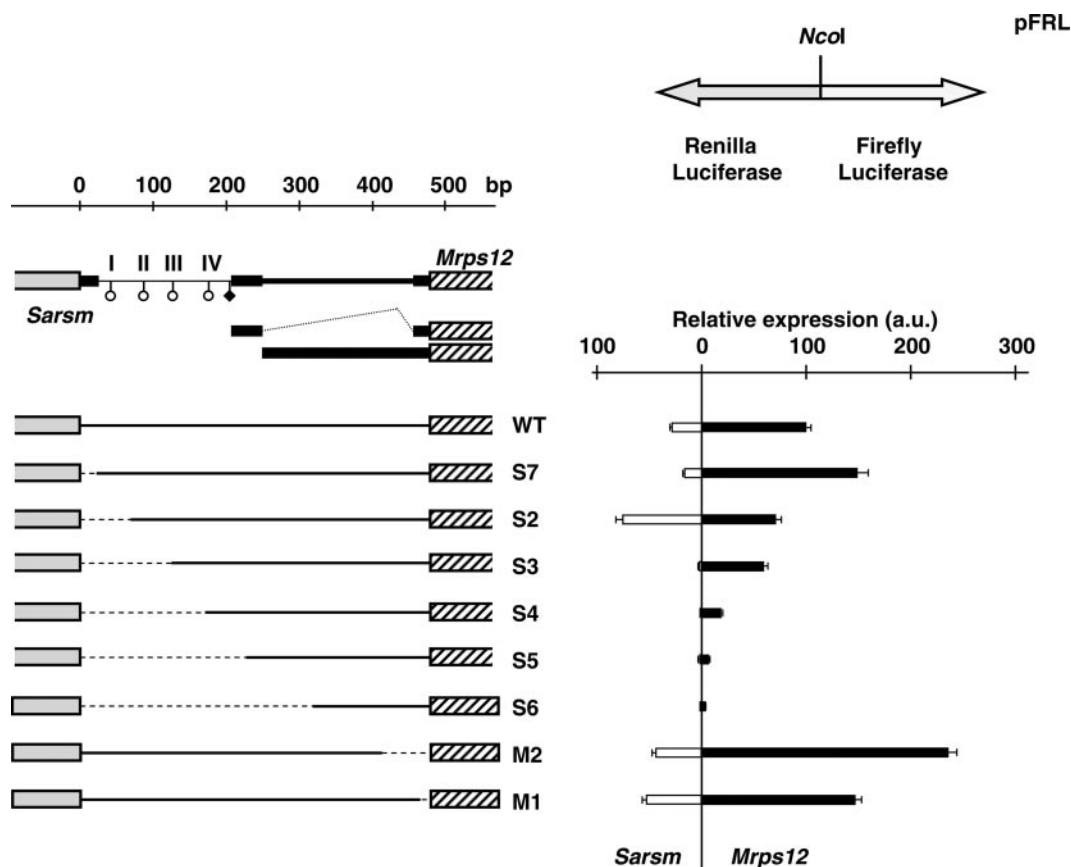 pFRL
NcoI
Renilla Luciferase
Firefly Luciferase
0 100 200 300 400 500 bp
I II III IV
Mrps12
Sarsm
Relative expression (a.u.)
100 0 100 200 300
WT
S7
S2
S3
S4
S5
S6
M2
M1
Sarsm Mrps12